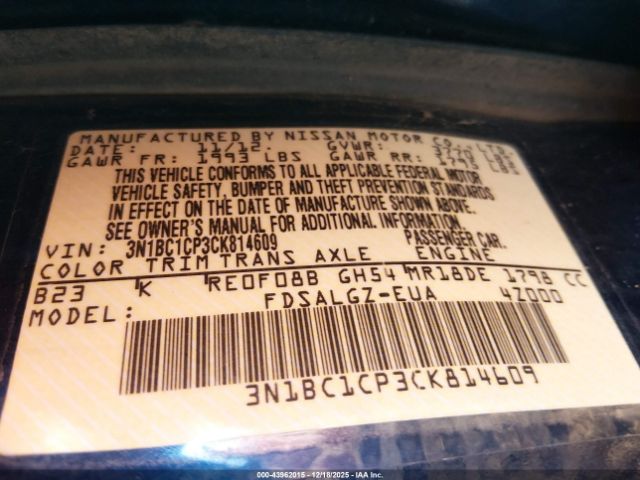 MANUFACTURED BY NISSAN MOTOR CO., LTD.
DATE: 11/12. GVWR: LBS
GAWR FR: 1993 LBS GAWR RR: LBS
THIS VEHICLE CONFORMS TO ALL APPLICABLE FEDERAL MOTOR
VEHICLE SAFETY, BUMPER AND THEFT PREVENTION STANDARDS
IN EFFECT ON THE DATE OF MANUFACTURE SHOWN ABOVE.
SEE OWNER'S MANUAL FOR ADDITIONAL INFORMATION.
VIN: 3N1BC1CP3CK814609 PASSENGER CAR.
COLOR TRIM TRANS AXLE ENGINE
B23 K RE0F08B GH54 MR18DE 1798 CC
MODEL: FDSALGZ-EUA 4Z000
3N1BC1CP3CK814609
000-43962015 - 12/18/2025 - IAA Inc.